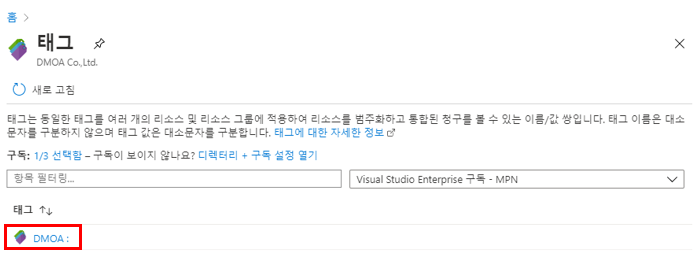 홈 >
태그
DMOA Co.,Ltd.
새로 고침
태그는 동일한 태그를 여러 개의 리소스 및 리소스 그룹에 적용하여 리소스를 범주화하고 통합된 청구를 볼 수 있는 이름/값 쌍입니다. 태그 이름은 대소
문자를 구분하지 않으며 태그 값은 대소문자를 구분합니다. 태그에 대한 자세한 정보
구독: 1/3 선택함 – 구독이 보이지 않나요? 디렉터리 + 구독 설정 열기
항목 필터링... Visual Studio Enterprise 구독 - MPN
태그 ↑↓
DMOA :